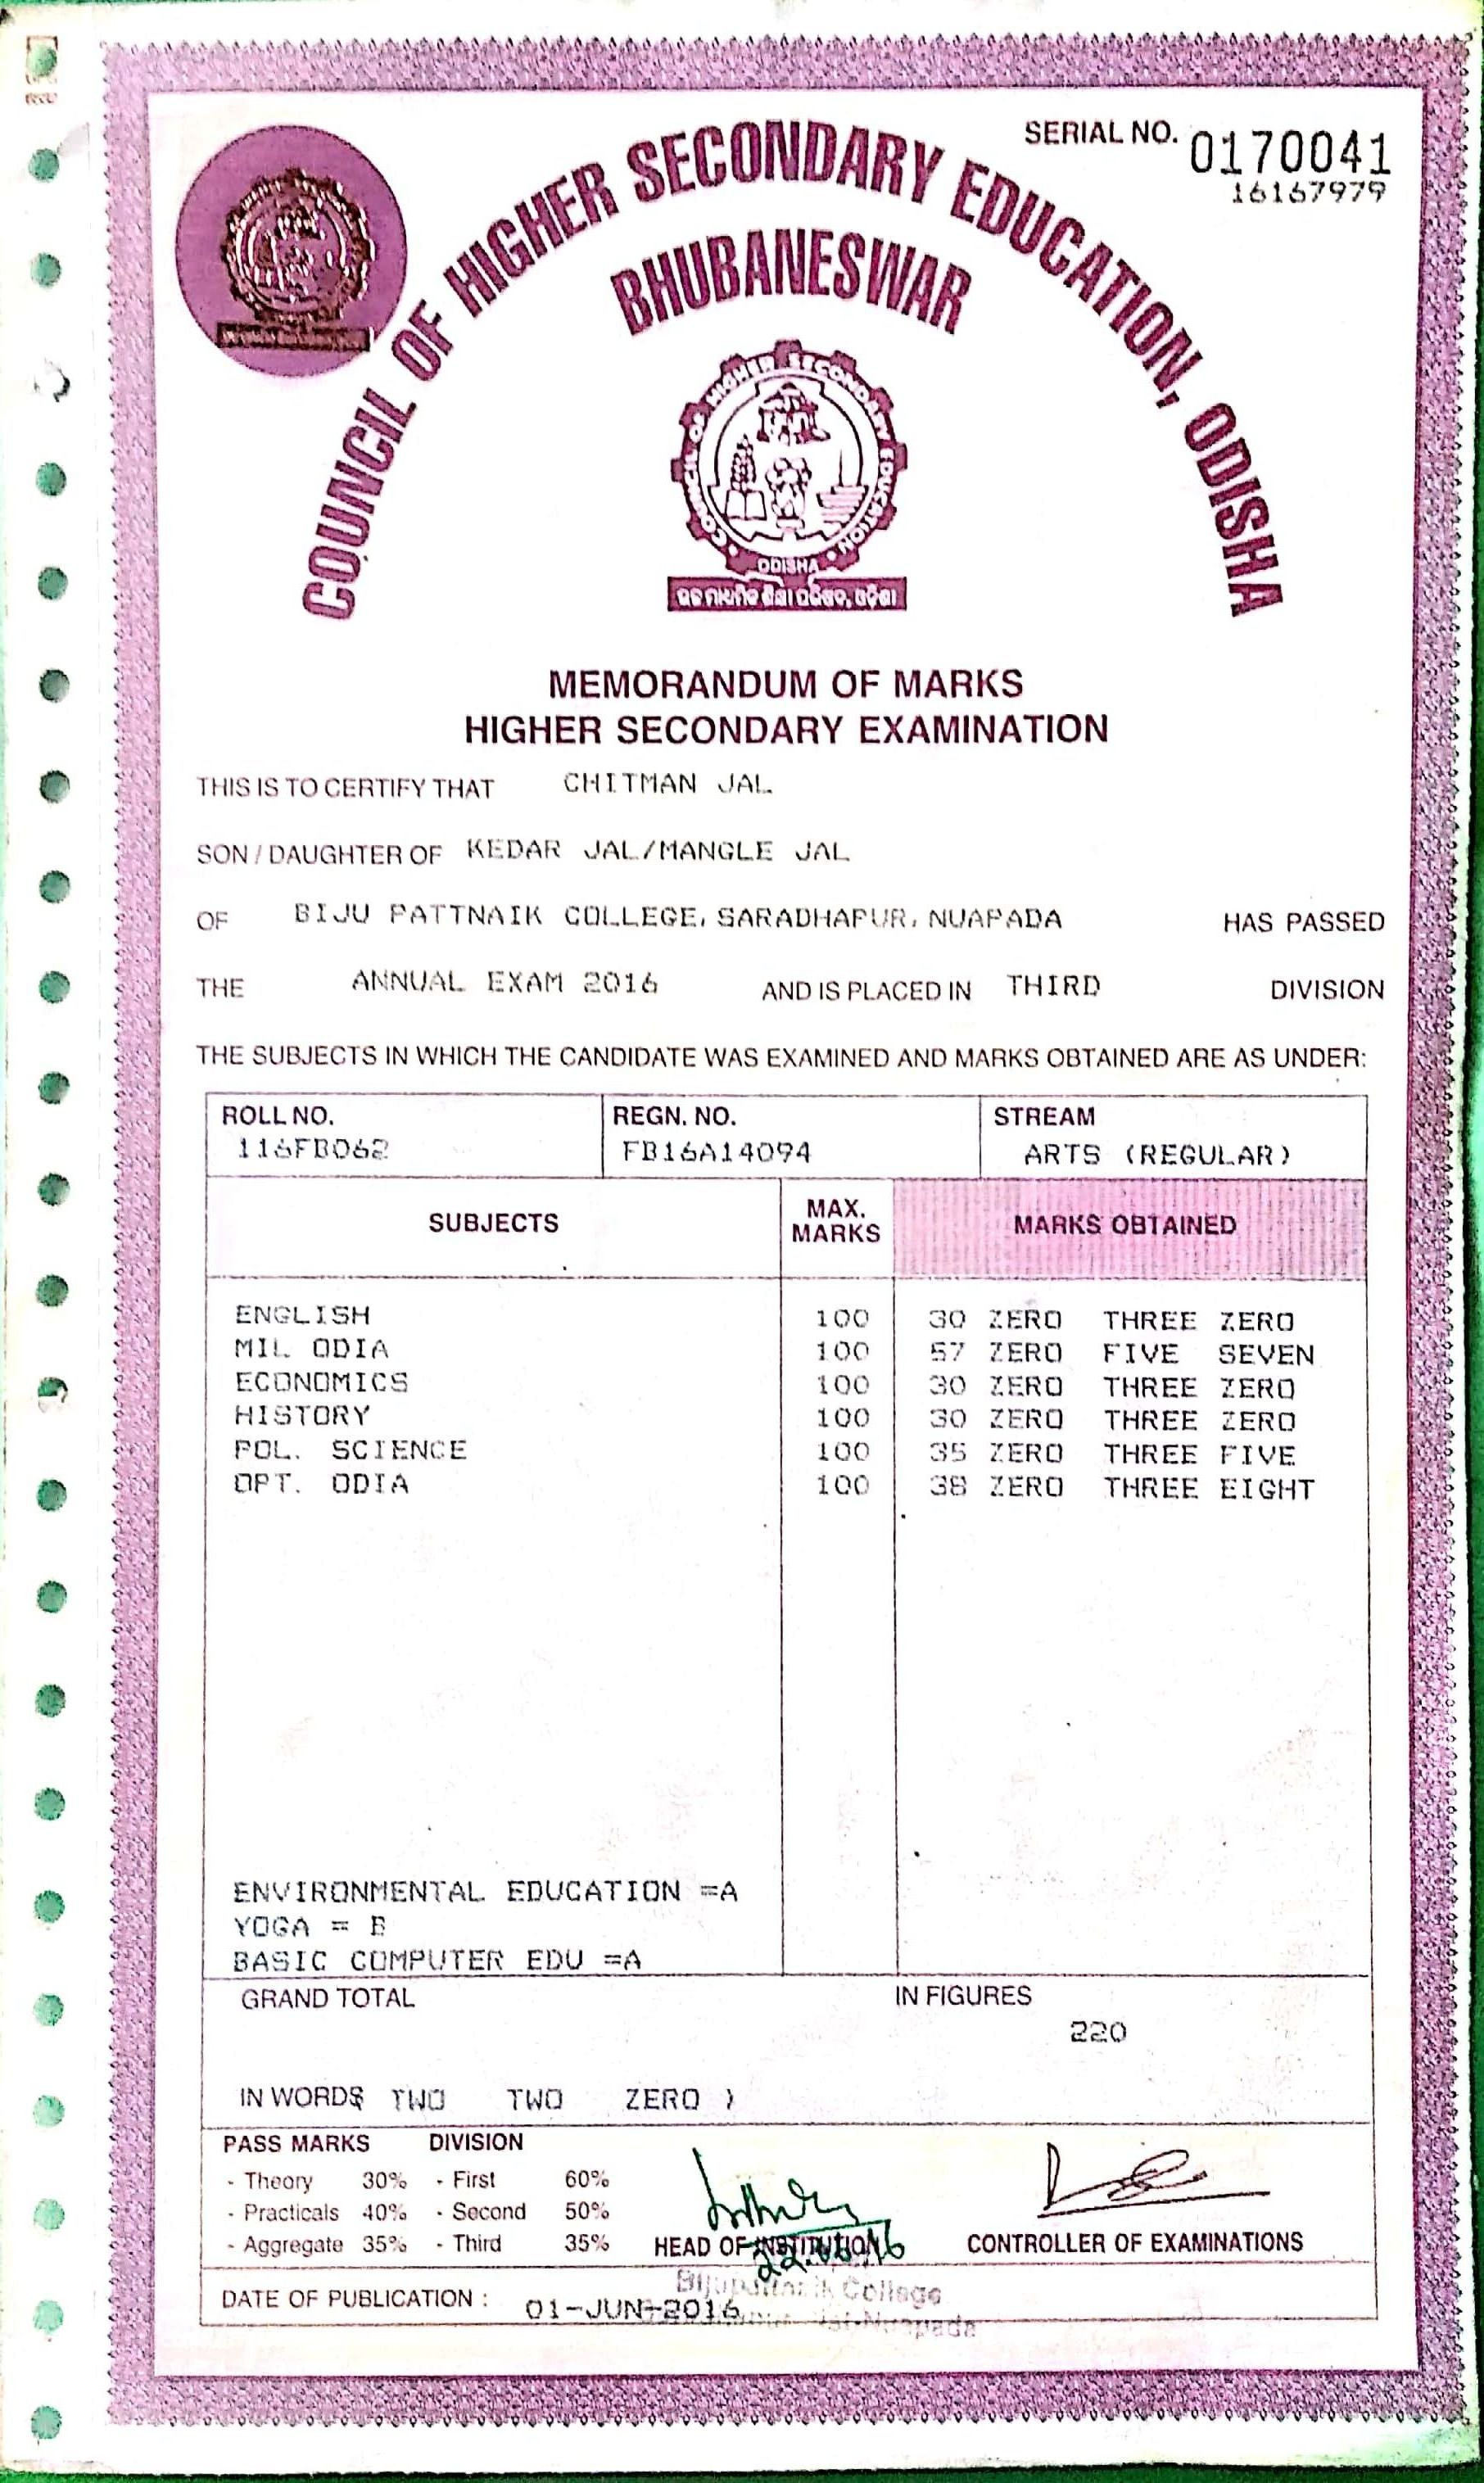 SERIAL NO. 0170041
16167979
COUNCIL OF HIGHER SECONDARY EDUCATION, ODISHA
BHUBANESWAR
COUNCIL OF HIGHER SECONDARY EDUCATION
ODISHA
MEMORANDUM OF MARKS
HIGHER SECONDARY EXAMINATION
THIS IS TO CERTIFY THAT CHITMAN JAL
SON / DAUGHTER OF KEDAR JAL/MANGLE JAL
OF BIJU PATTNAIK COLLEGE, SARADHAPUR, NUAPADA HAS PASSED
THE ANNUAL EXAM 2016 AND IS PLACED IN THIRD DIVISION
THE SUBJECTS IN WHICH THE CANDIDATE WAS EXAMINED AND MARKS OBTAINED ARE AS UNDER:
ROLL NO. REGN. NO. STREAM
116FB062 FB16A14094 ARTS (REGULAR)
SUBJECTS MAX. MARKS MARKS OBTAINED
ENGLISH 100 30 ZERO THREE ZERO
MIL ODIA 100 57 ZERO FIVE SEVEN
ECONOMICS 100 30 ZERO THREE ZERO
HISTORY 100 30 ZERO THREE ZERO
POL. SCIENCE 100 35 ZERO THREE FIVE
OPT. ODIA 100 38 ZERO THREE EIGHT
ENVIRONMENTAL EDUCATION =A
YOGA = B
BASIC COMPUTER EDU =A
GRAND TOTAL IN FIGURES
220
IN WORDS TWO TWO ZERO )
PASS MARKS DIVISION
- Theory 30% - First 60%
- Practicals 40% - Second 50%
- Aggregate 35% - Third 35%
HEAD OF INSTITUTION CONTROLLER OF EXAMINATIONS
Bijupattnaik College
DATE OF PUBLICATION : 01-JUN-2016